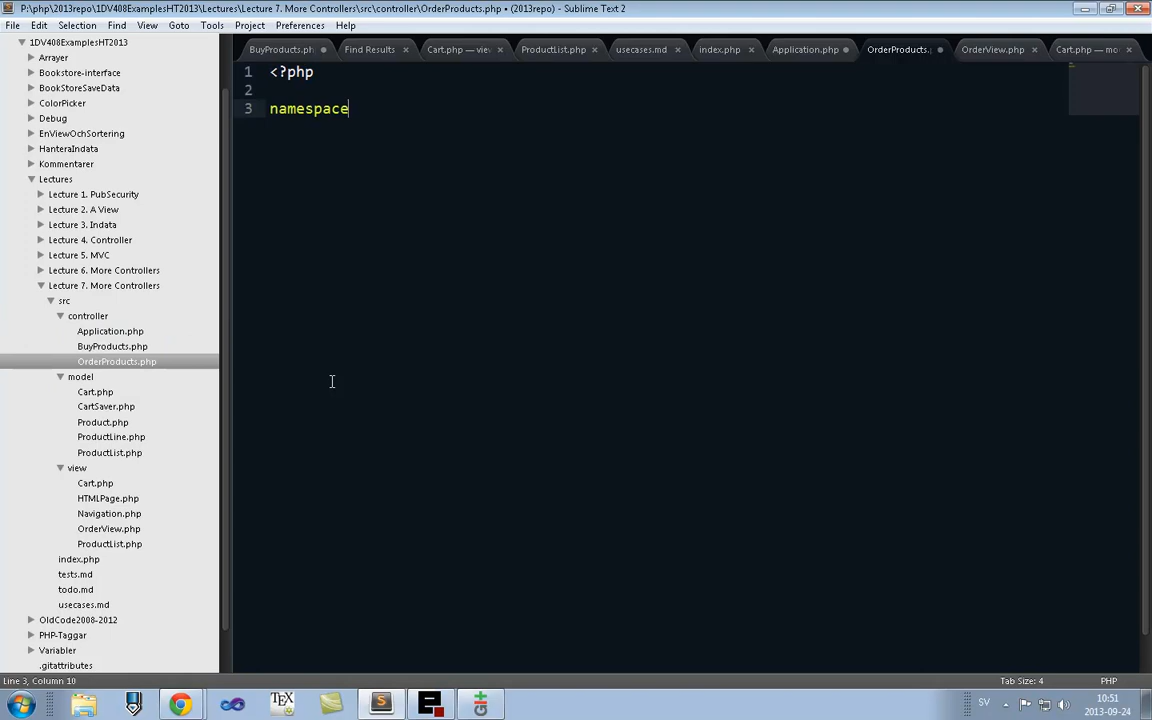 P:\php\2013repo\1DV408ExamplesHT2013\Lectures\Lecture 7. More Controllers\src\controller\OrderProducts.php • (2013repo) - Sublime Text 2
File Edit Selection Find View Goto Tools Project Preferences Help
BuyProducts.ph Find Results Cart.php — viev ProductList.php usecases.md index.php Application.php OrderProducts. OrderView.php Cart.php — mo
1DV408ExamplesHT2013
Arrayer
Bookstore-interface
BookStoreSaveData
ColorPicker
Debug
EnViewOchSortering
HanteraIndata
Kommentarer
Lectures
Lecture 1. PubSecurity
Lecture 2. A View
Lecture 3. Indata
Lecture 4. Controller
Lecture 5. MVC
Lecture 6. More Controllers
Lecture 7. More Controllers
src
controller
Application.php
BuyProducts.php
OrderProducts.php
model
Cart.php
CartSaver.php
Product.php
ProductLine.php
ProductList.php
view
Cart.php
HTMLPage.php
Navigation.php
OrderView.php
ProductList.php
index.php
tests.md
todo.md
usecases.md
OldCode2008-2012
PHP-Taggar
Variabler
.gitattributes
1 <?php
2
3 namespace
Line 3, Column 10 Tab Size: 4 PHP
SV 10:51
2013-09-24